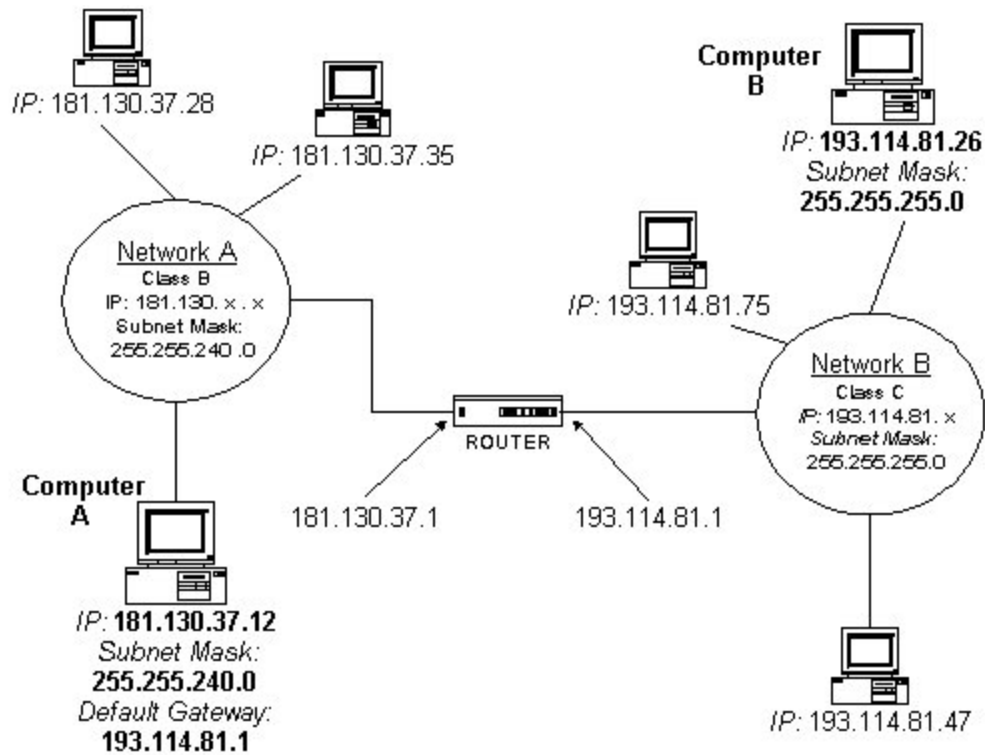 IP: 181.130.37.28
IP: 181.130.37.35
Computer
B
IP: 193.114.81.26
Subnet Mask:
255.255.255.0
Network A
Class B
IP: 181.130. x . x
Subnet Mask:
255.255.240 .0
IP: 193.114.81.75
Network B
Class C
IP: 193.114.81. x
Subnet Mask:
255.255.255.0
ROUTER
181.130.37.1
193.114.81.1
Computer
A
IP: 181.130.37.12
Subnet Mask:
255.255.240.0
Default Gateway:
193.114.81.1
IP: 193.114.81.47